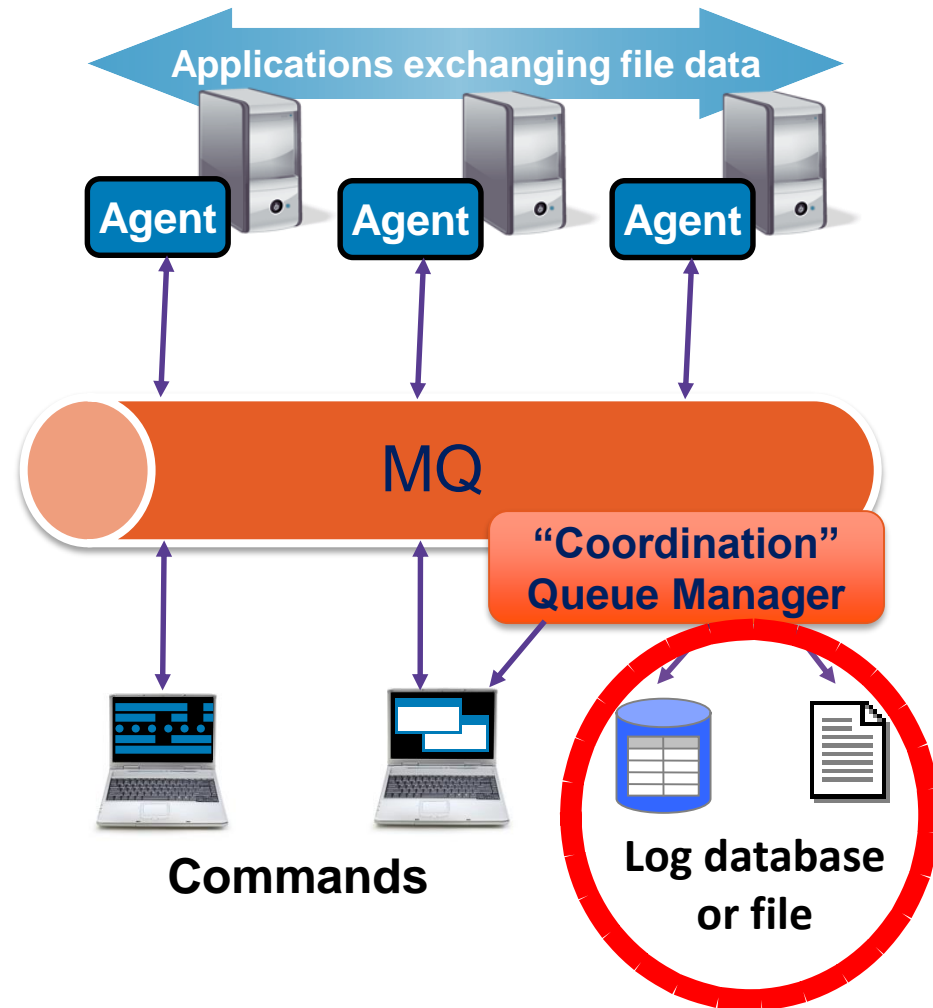 Applications exchanging file data
Agent
Agent
Agent
MQ
“Coordination”
Queue Manager
Commands
Log database
or file